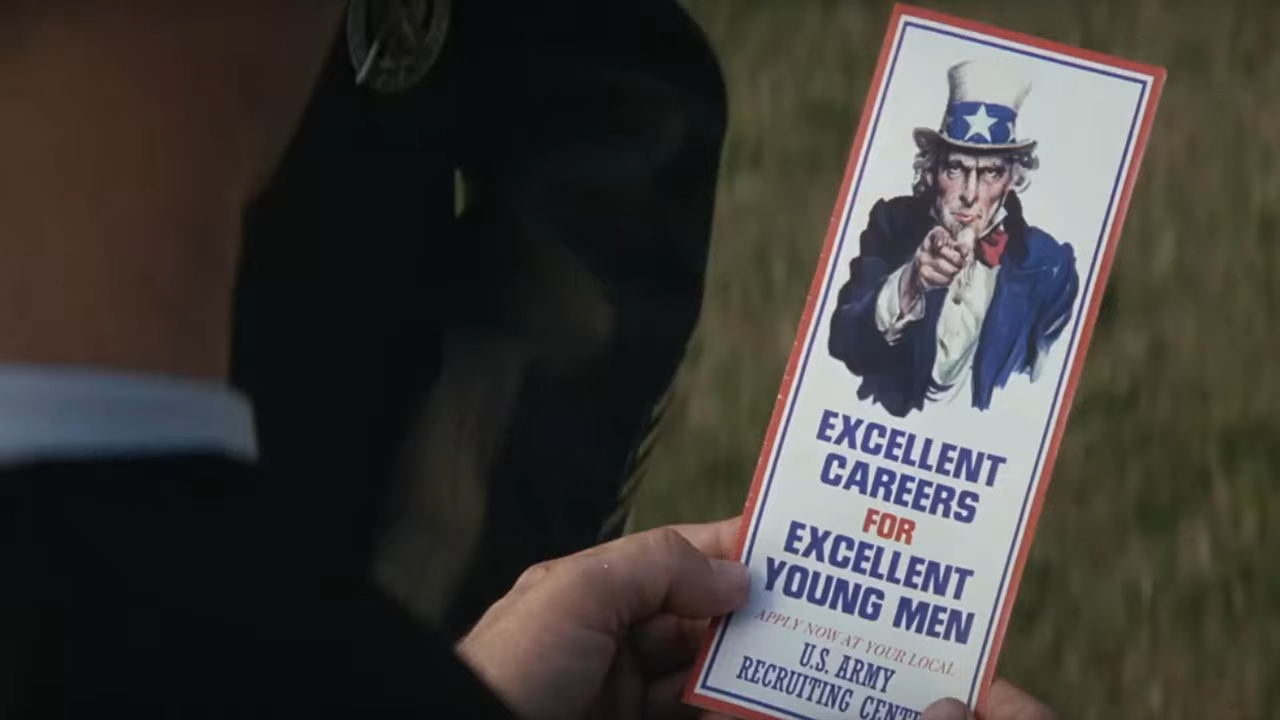 EXCELLENT
CAREERS
FOR
EXCELLENT
YOUNG MEN
APPLY NOW AT YOUR LOCAL
U.S. ARMY
RECRUITING